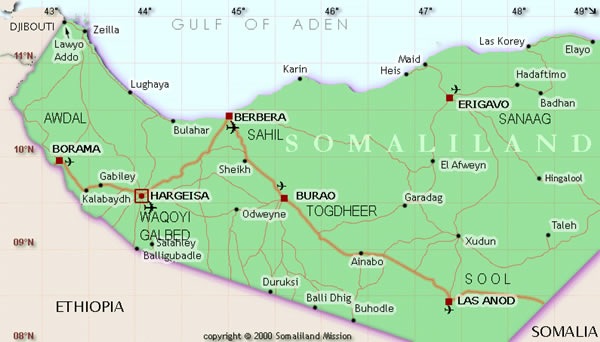 43° 44° 45° 46° 47° 48° 49°
DJIBOUTI
Zeilla
GULF OF ADEN
Las Korey
Elayo
Lawyo
Addo
11°N
Maid
Heis
Karin
Hadaftimo
Lughaya
Badhan
ERIGAVO
SANAAG
AWDAL
BERBERA
Bulahar
SAHIL
SOMALILAND
10°N
BORAMA
Sheikh
El Afweyn
Gabiley
Hingalool
Kalabaydh
HARGEISA
BURAO
Garadag
WAQOYI
GALBED
Odweyne
TOGDHEER
Salahley
Balligubadle
Xudun
Taleh
09°N
Ainabo
Duruksi
SOOL
Balli Dhig
Buhodle
LAS ANOD
ETHIOPIA
SOMALIA
08°N
copyright © 2000 Somaliland Mission